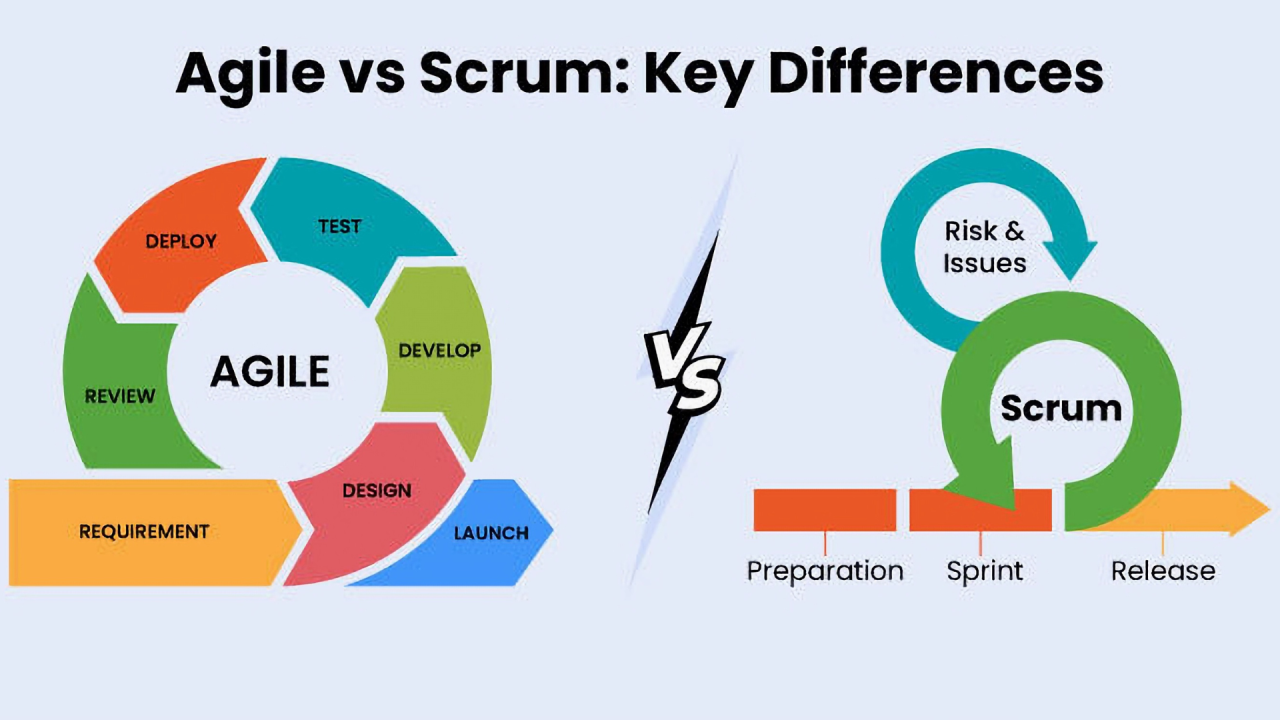 Agile vs Scrum: Key Differences
DEPLOY
TEST
REVIEW
AGILE
DEVELOP
REQUIREMENT
DESIGN
LAUNCH
VS
Risk &
Issues
Scrum
Preparation
Sprint
Release